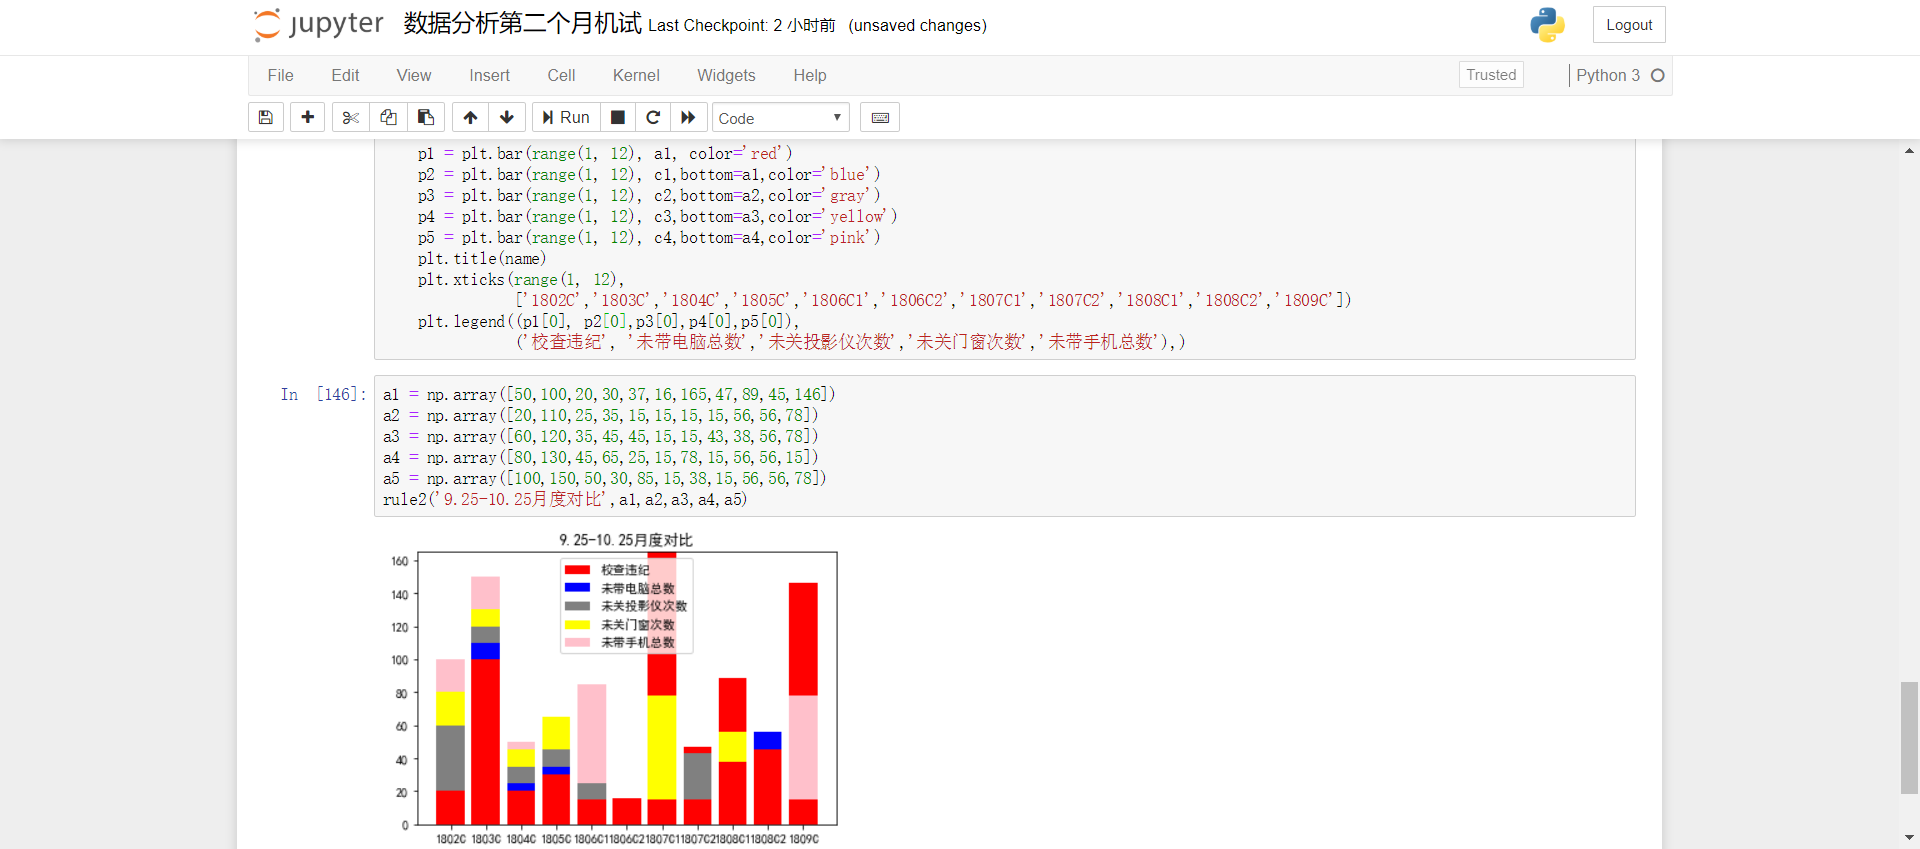 jupyter 数据分析第二个月机试 Last Checkpoint: 2 小时前 (unsaved changes)
Logout
File Edit View Insert Cell Kernel Widgets Help
Trusted Python 3
Run Code
p1 = plt.bar(range(1, 12), a1, color='red')
p2 = plt.bar(range(1, 12), c1,bottom=a1,color='blue')
p3 = plt.bar(range(1, 12), c2,bottom=a2,color='gray')
p4 = plt.bar(range(1, 12), c3,bottom=a3,color='yellow')
p5 = plt.bar(range(1, 12), c4,bottom=a4,color='pink')
plt.title(name)
plt.xticks(range(1, 12),
['1802C','1803C','1804C','1805C','1806C1','1806C2','1807C1','1807C2','1808C1','1808C2','1809C'])
plt.legend((p1[0], p2[0],p3[0],p4[0],p5[0]),
('校查违纪', '未带电脑总数','未关投影仪次数','未关门窗次数','未带手机总数'),)
In [146]:
a1 = np.array([50,100,20,30,37,16,165,47,89,45,146])
a2 = np.array([20,110,25,35,15,15,15,15,56,56,78])
a3 = np.array([60,120,35,45,45,15,15,43,38,56,78])
a4 = np.array([80,130,45,65,25,15,78,15,56,56,15])
a5 = np.array([100,150,50,30,85,15,38,15,56,56,78])
rule2('9.25-10.25月度对比',a1,a2,a3,a4,a5)
9.25-10.25月度对比
校查违纪
未带电脑总数
未关投影仪次数
未关门窗次数
未带手机总数
160
140
120
100
80
60
40
20
0
1802C 1803C 1804C 1805C 1806C1 1806C2 1807C1 1807C2 1808C1 1808C2 1809C